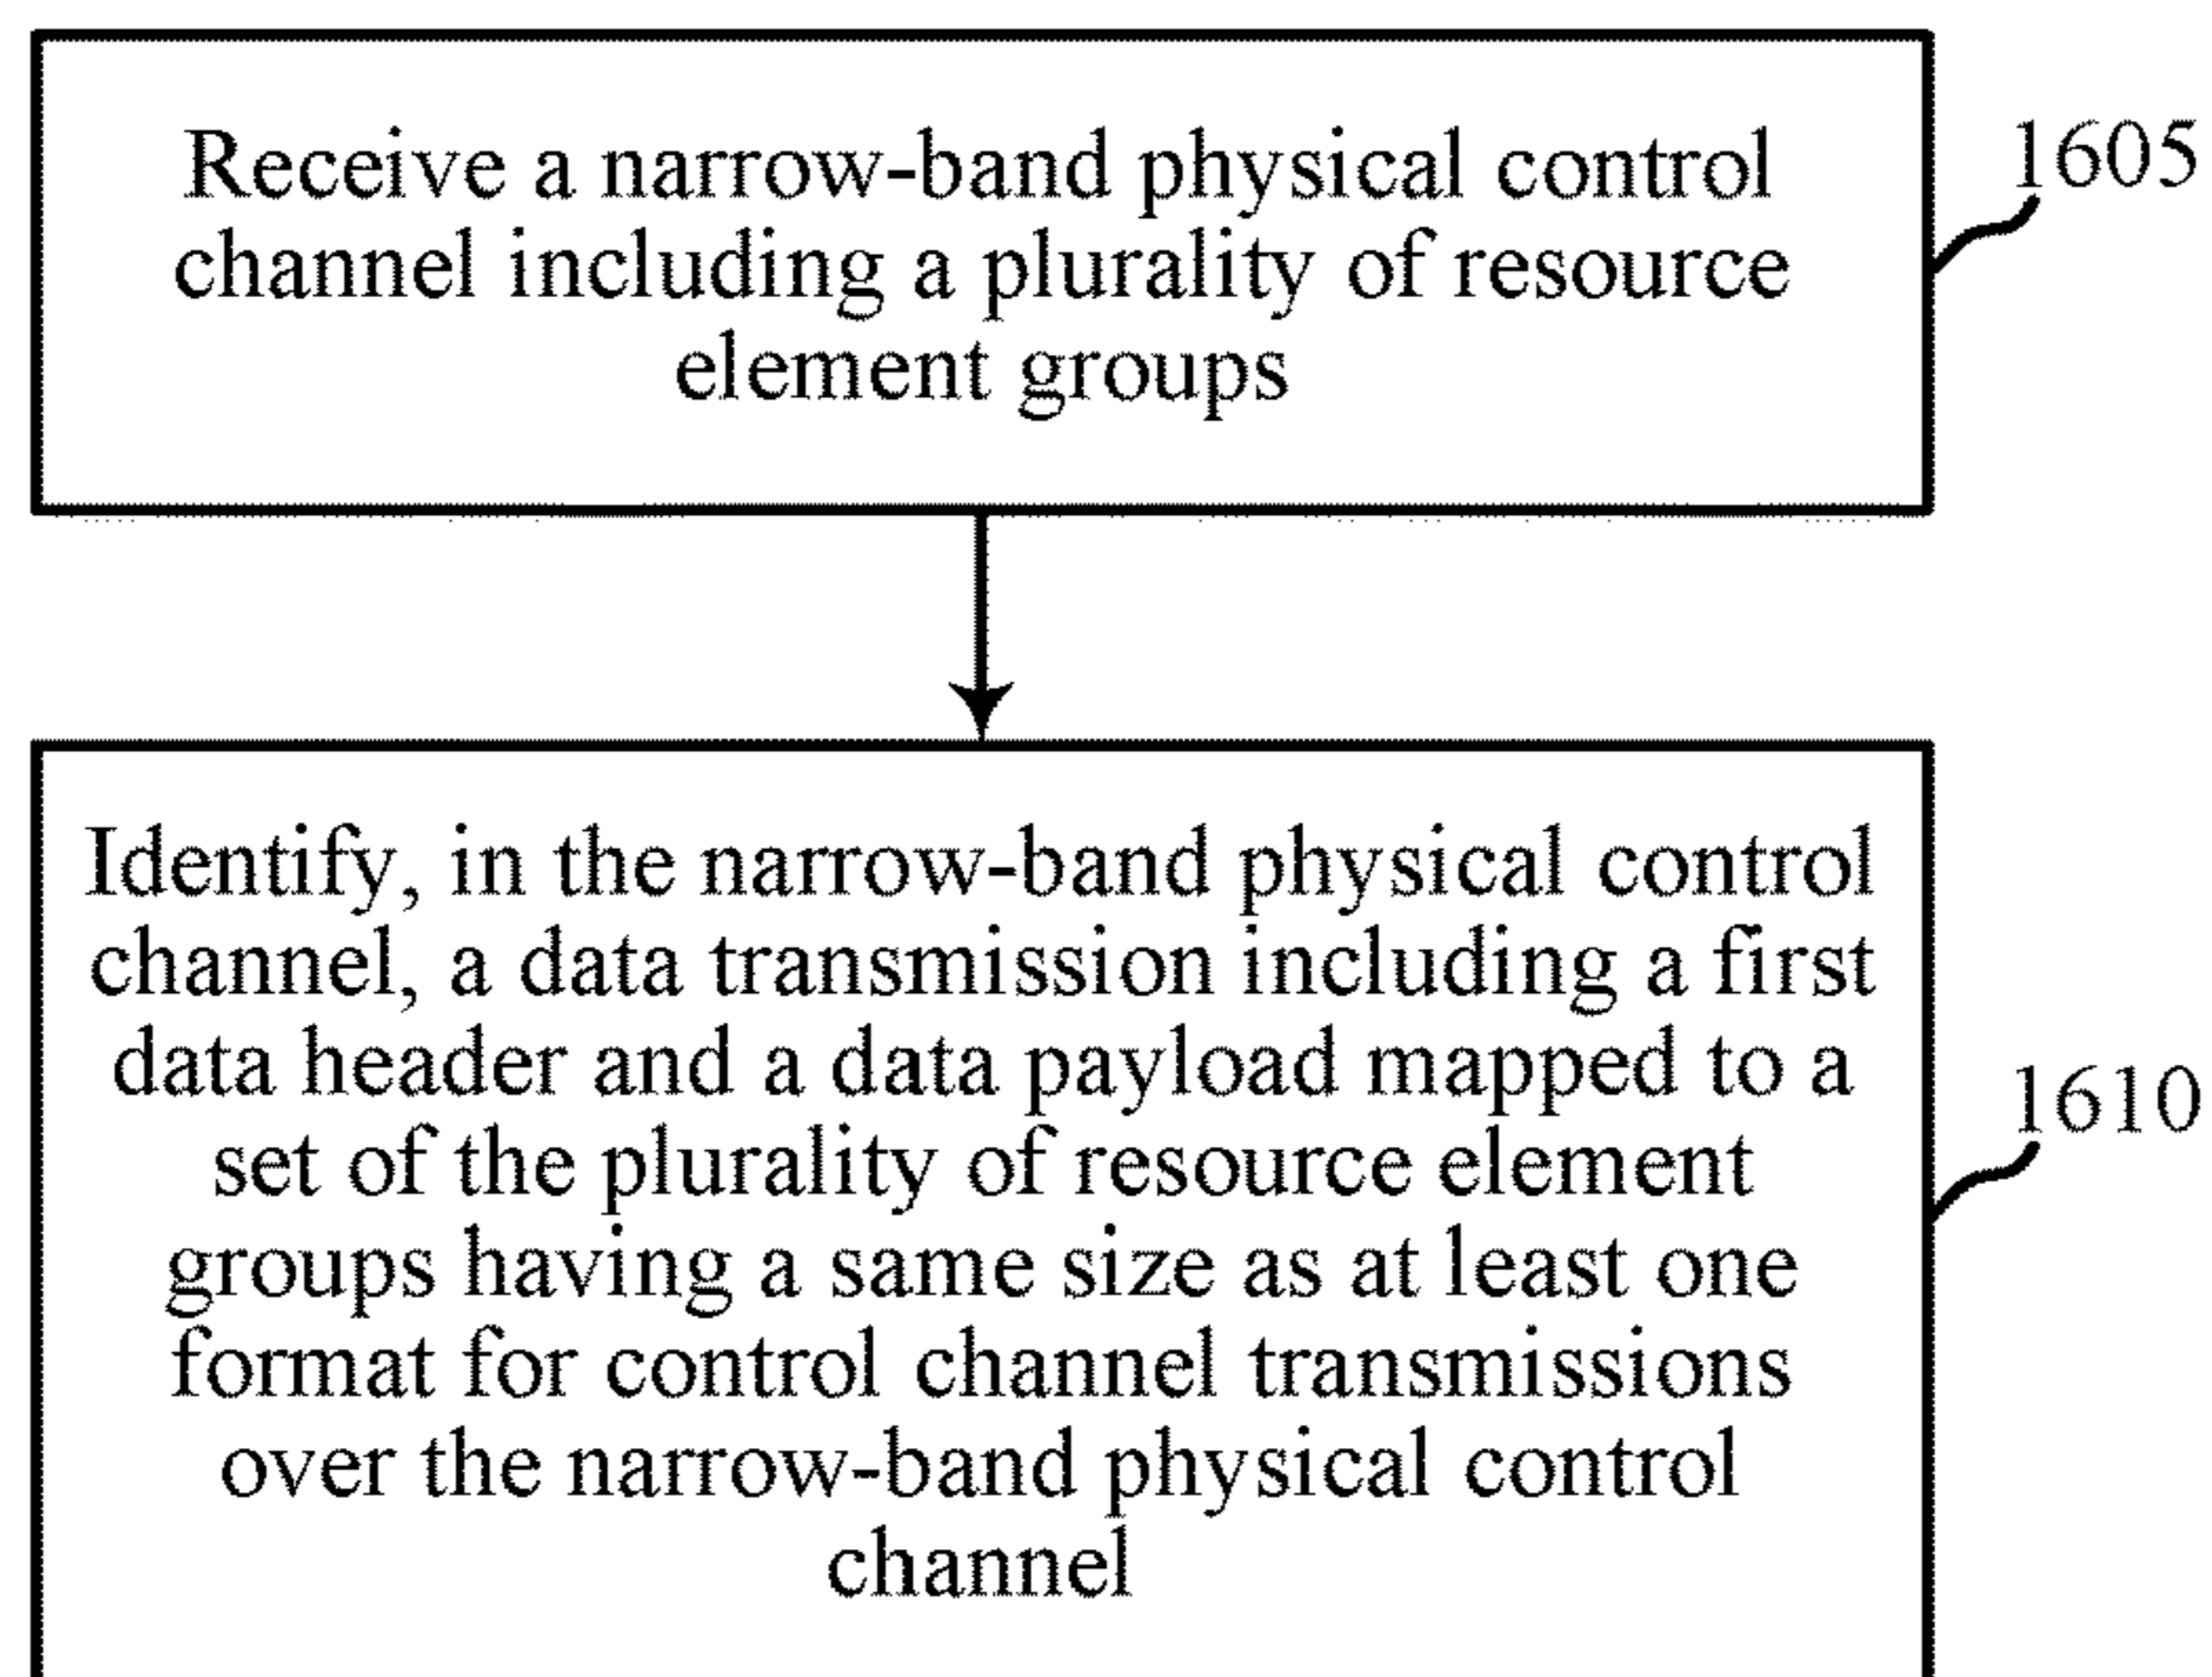 Receive a narrow-band physical control
channel including a plurality of resource
element groups
1605
Identify, in the narrow-band physical control
channel, a data transmission including a first
data header and a data payload mapped to a
set of the plurality of resource element
groups having a same size as at least one
format for control channel transmissions
over the narrow-band physical control
channel
1610